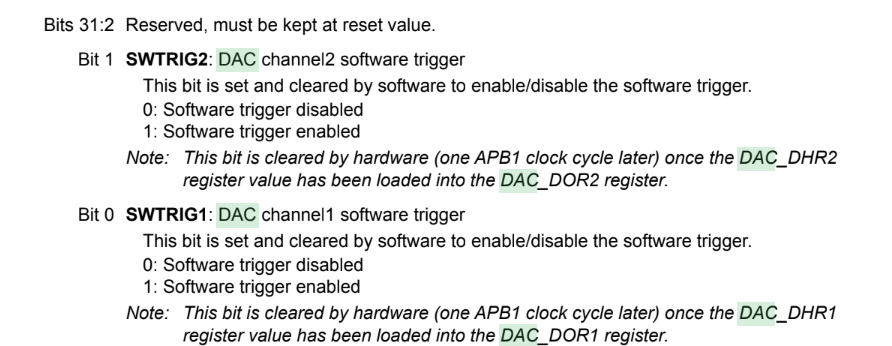 Bits 31:2 Reserved, must be kept at reset value.
Bit 1 SWTRIG2: DAC channel2 software trigger
This bit is set and cleared by software to enable/disable the software trigger.
0: Software trigger disabled
1: Software trigger enabled
Note: This bit is cleared by hardware (one APB1 clock cycle later) once the DAC_DHR2
register value has been loaded into the DAC_DOR2 register.
Bit 0 SWTRIG1: DAC channel1 software trigger
This bit is set and cleared by software to enable/disable the software trigger.
0: Software trigger disabled
1: Software trigger enabled
Note: This bit is cleared by hardware (one APB1 clock cycle later) once the DAC_DHR1
register value has been loaded into the DAC_DOR1 register.